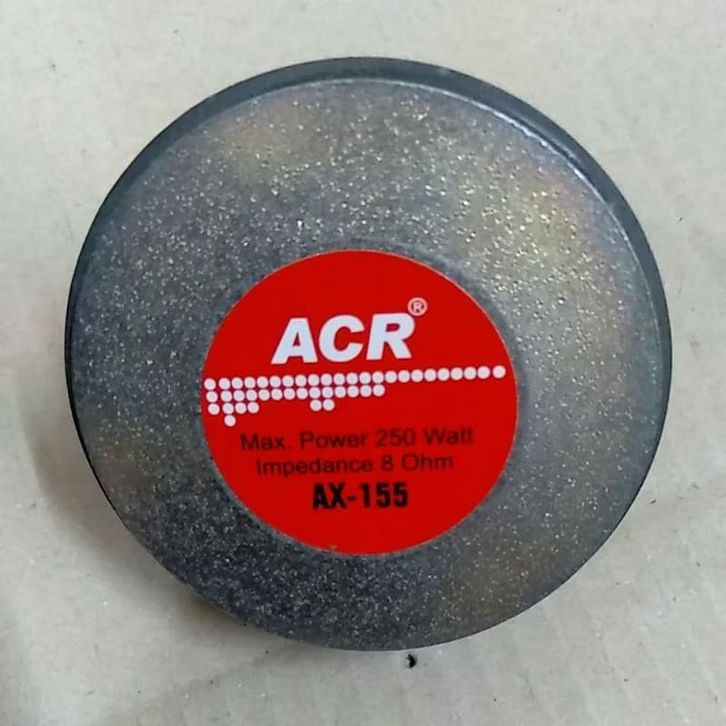 ACR®
Max. Power 250 Watt
Impedance 8 Ohm
AX-155